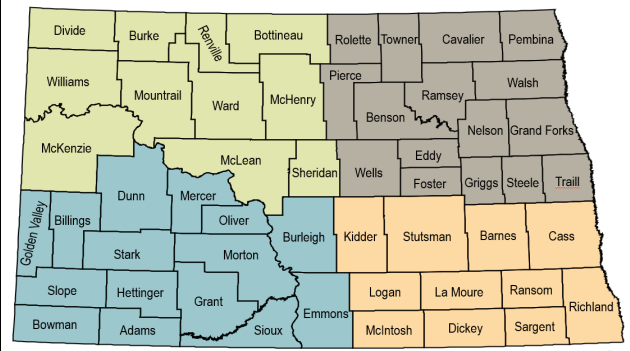 Divide
Burke
Renville
Bottineau
Rolette
Towner
Cavalier
Pembina
Williams
Mountrail
Ward
McHenry
Pierce
Benson
Ramsey
Walsh
Nelson
Grand Forks
McKenzie
McLean
Sheridan
Wells
Eddy
Foster
Griggs
Steele
Traill
Golden Valley
Billings
Dunn
Mercer
Oliver
Burleigh
Kidder
Stutsman
Barnes
Cass
Stark
Morton
Slope
Hettinger
Grant
Emmons
Logan
La Moure
Ransom
Richland
Bowman
Adams
Sioux
McIntosh
Dickey
Sargent